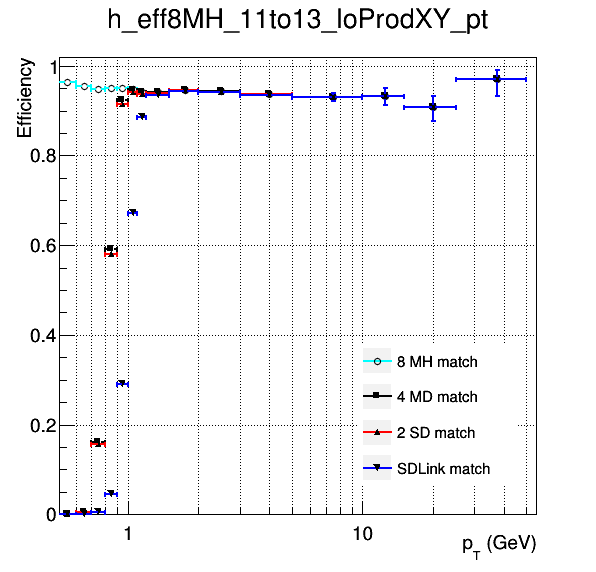 h_eff8MH_11to13_loProdXY_pt
Efficiency
1
0.8
0.6
0.4
0.2
0
8 MH match
4 MD match
2 SD match
SDLink match
1
10
p_T (GeV)